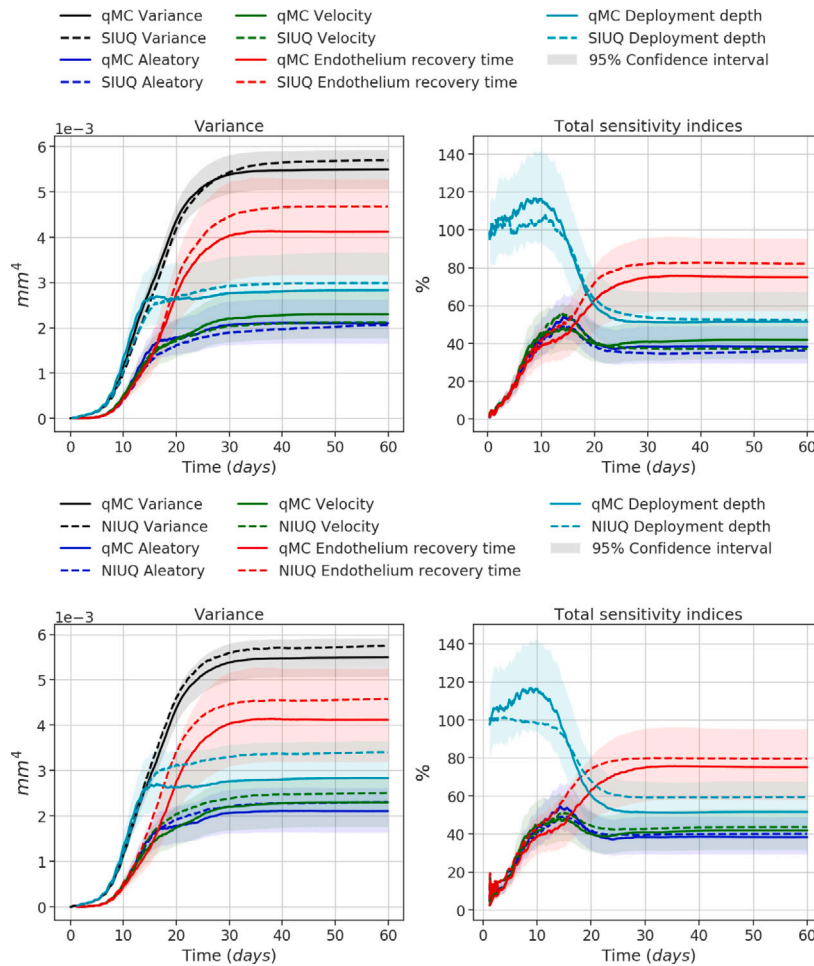 qMC Variance qMC Velocity qMC Deployment depth
SIUQ Variance SIUQ Velocity SIUQ Deployment depth
qMC Aleatory qMC Endothelium recovery time 95% Confidence interval
SIUQ Aleatory SIUQ Endothelium recovery time
1e−3 Variance Total sensitivity indices
6
5
4
3
2
1
0
mm⁴
0 10 20 30 40 50 60
Time (days)
140
120
100
80
60
40
20
0
%
0 10 20 30 40 50 60
Time (days)
qMC Variance qMC Velocity qMC Deployment depth
NIUQ Variance NIUQ Velocity NIUQ Deployment depth
qMC Aleatory qMC Endothelium recovery time 95% Confidence interval
NIUQ Aleatory NIUQ Endothelium recovery time
1e−3 Variance Total sensitivity indices
6
5
4
3
2
1
0
mm⁴
0 10 20 30 40 50 60
Time (days)
140
120
100
80
60
40
20
0
%
0 10 20 30 40 50 60
Time (days)